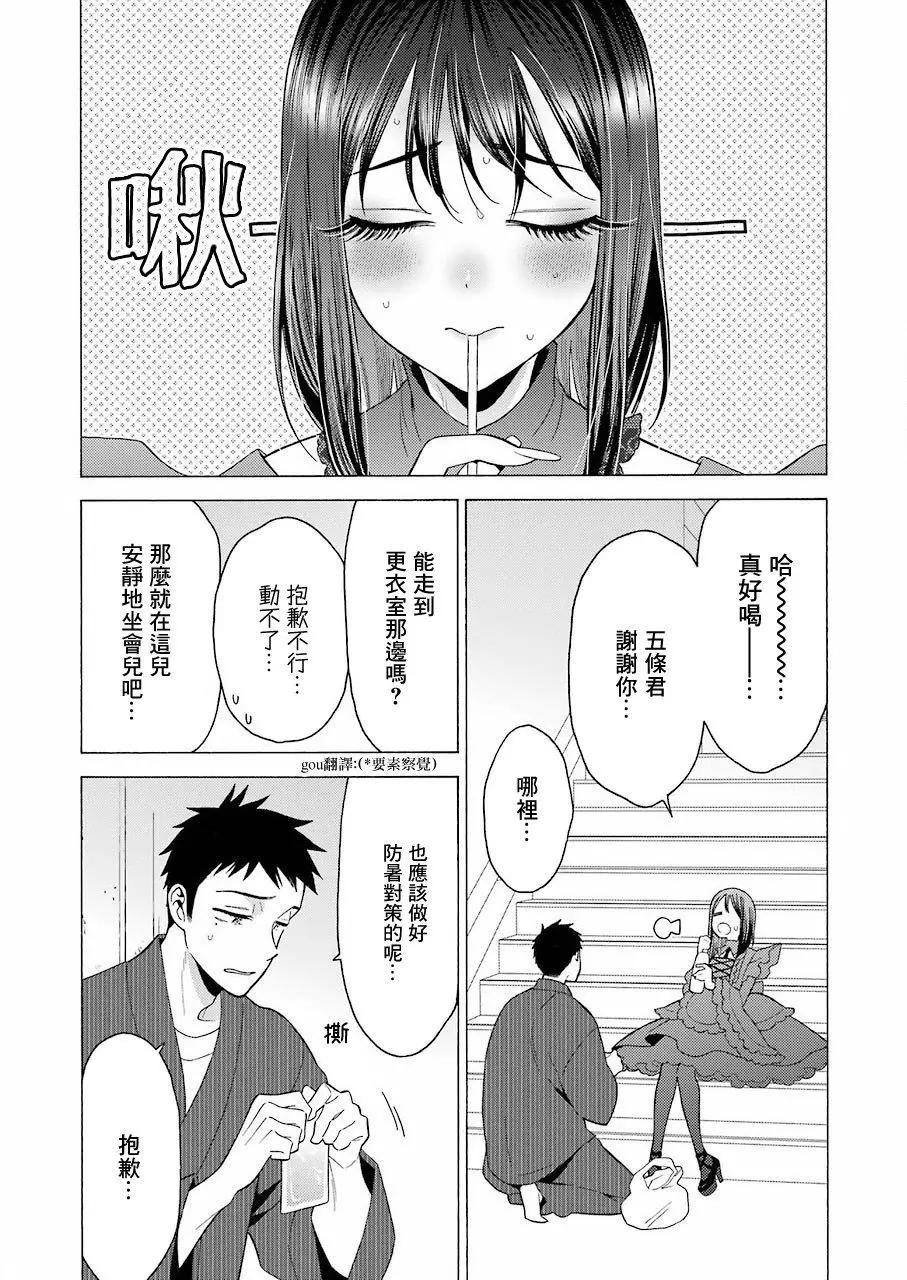 啾
哈～～～
真好喝——…
五條君
謝謝你…
哪裡…
能走到
更衣室那邊嗎？
抱歉不行
動不了…
那麼就在這兒
安靜地坐會兒吧…
gou翻譯:(*要素察覺)
也應該做好
防暑對策的呢…
撕
抱歉…